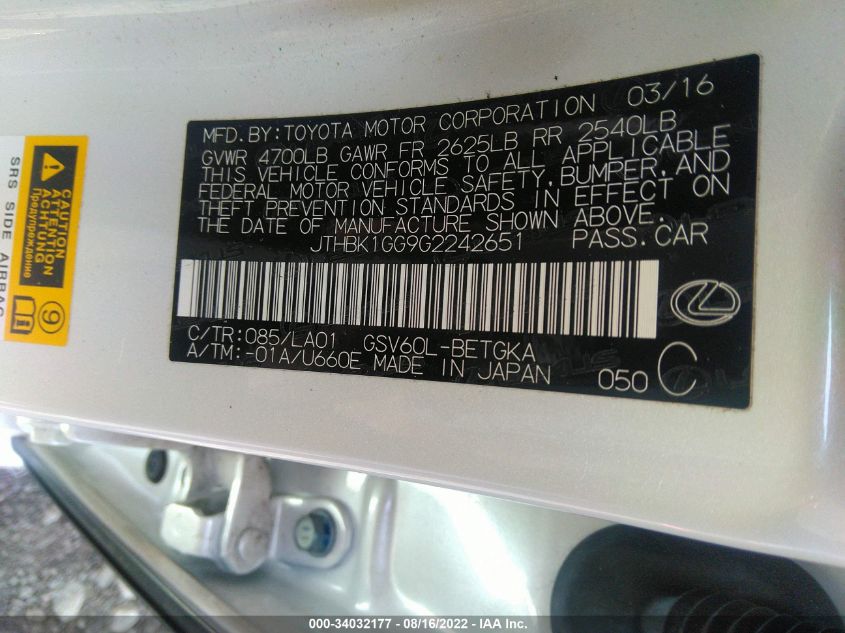 MFD. BY: TOYOTA MOTOR CORPORATION 03/16
GVWR 4700LB GAWR FR 2625LB RR 2540LB
THIS VEHICLE CONFORMS TO ALL APPLICABLE
FEDERAL MOTOR VEHICLE SAFETY, BUMPER, AND
THEFT PREVENTION STANDARDS IN EFFECT ON
THE DATE OF MANUFACTURE SHOWN ABOVE.
JTHBK1GG9G2242651 PASS. CAR
C/TR: 085/LA01 GSV60L-BETGKA
A/TM: -01A/U660E MADE IN JAPAN
050 C
CAUTION
ATTENTION
ACHTUNG
Предупреждение
9
SRS SIDE AIRBAG
000-34032177 - 08/16/2022 - IAA Inc.